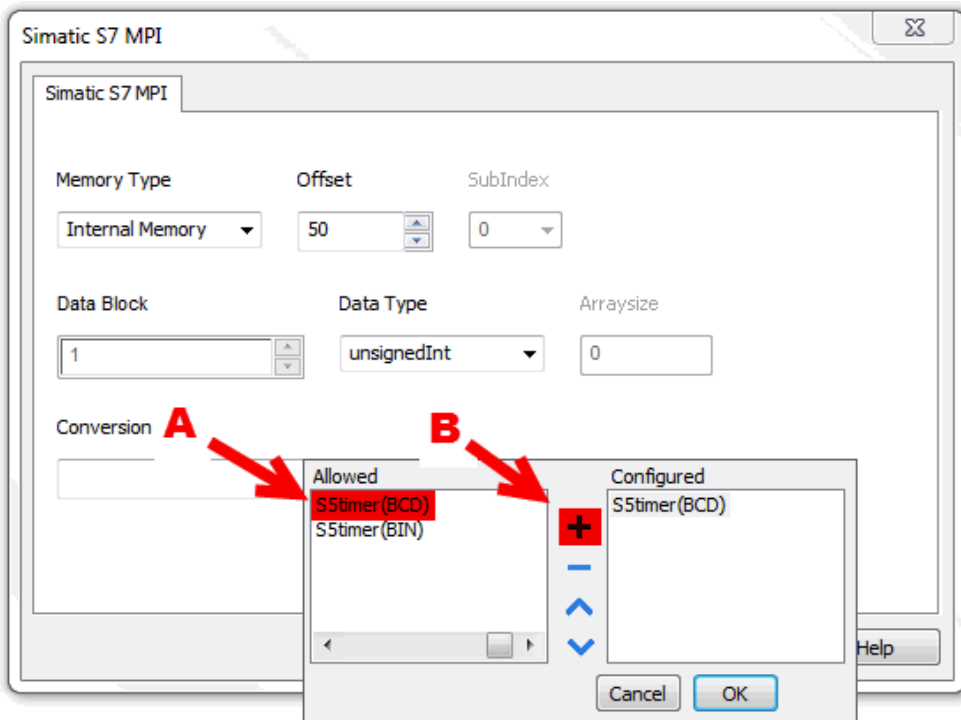 Simatic S7 MPI
Simatic S7 MPI
Memory Type Offset SubIndex
Internal Memory 50 0
Data Block Data Type Arraysize
1 unsignedInt 0
Conversion A B
Allowed Configured
S5timer(BCD) S5timer(BCD)
S5timer(BIN)
Help
Cancel OK